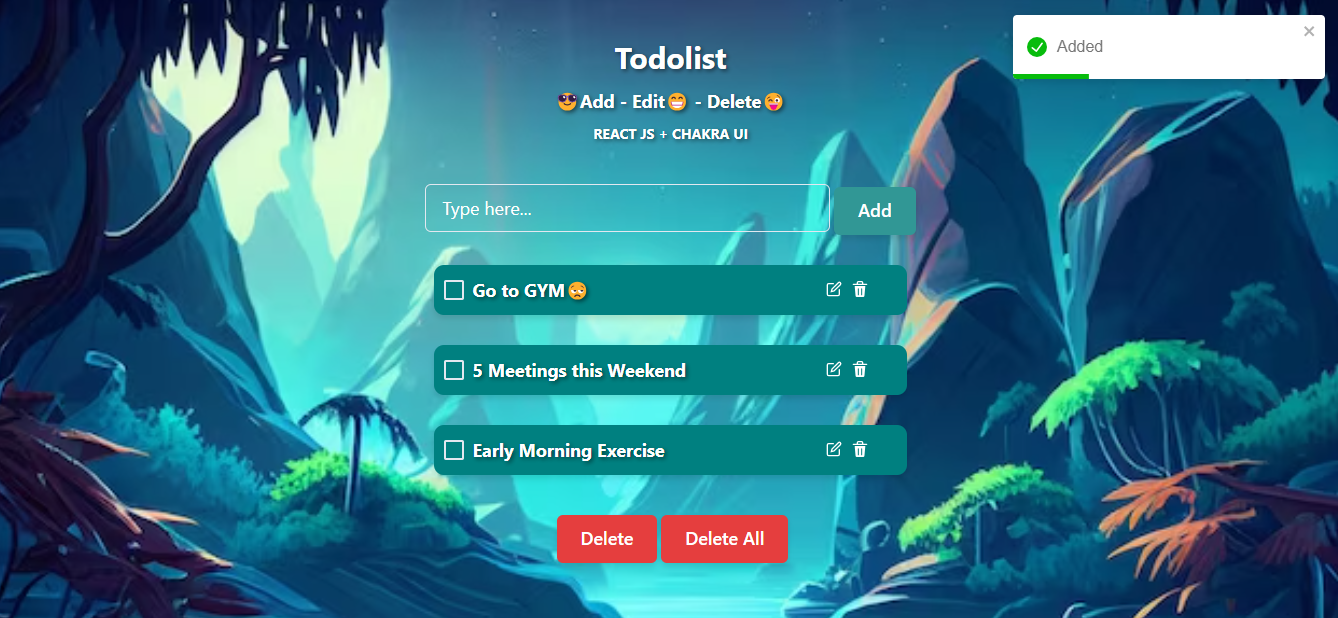 Todolist
😎Add - Edit😁 - Delete😜
REACT JS + CHAKRA UI
Added
Type here...
Add
Go to GYM🥱
5 Meetings this Weekend
Early Morning Exercise
Delete
Delete All